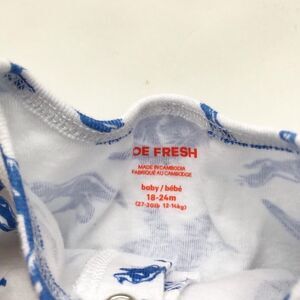 OE FRESH
MADE IN CAMBODIA
FABRIQUÉ AU CAMBODGE
baby / bébé
18-24m
(27-30lb 12-14kg)